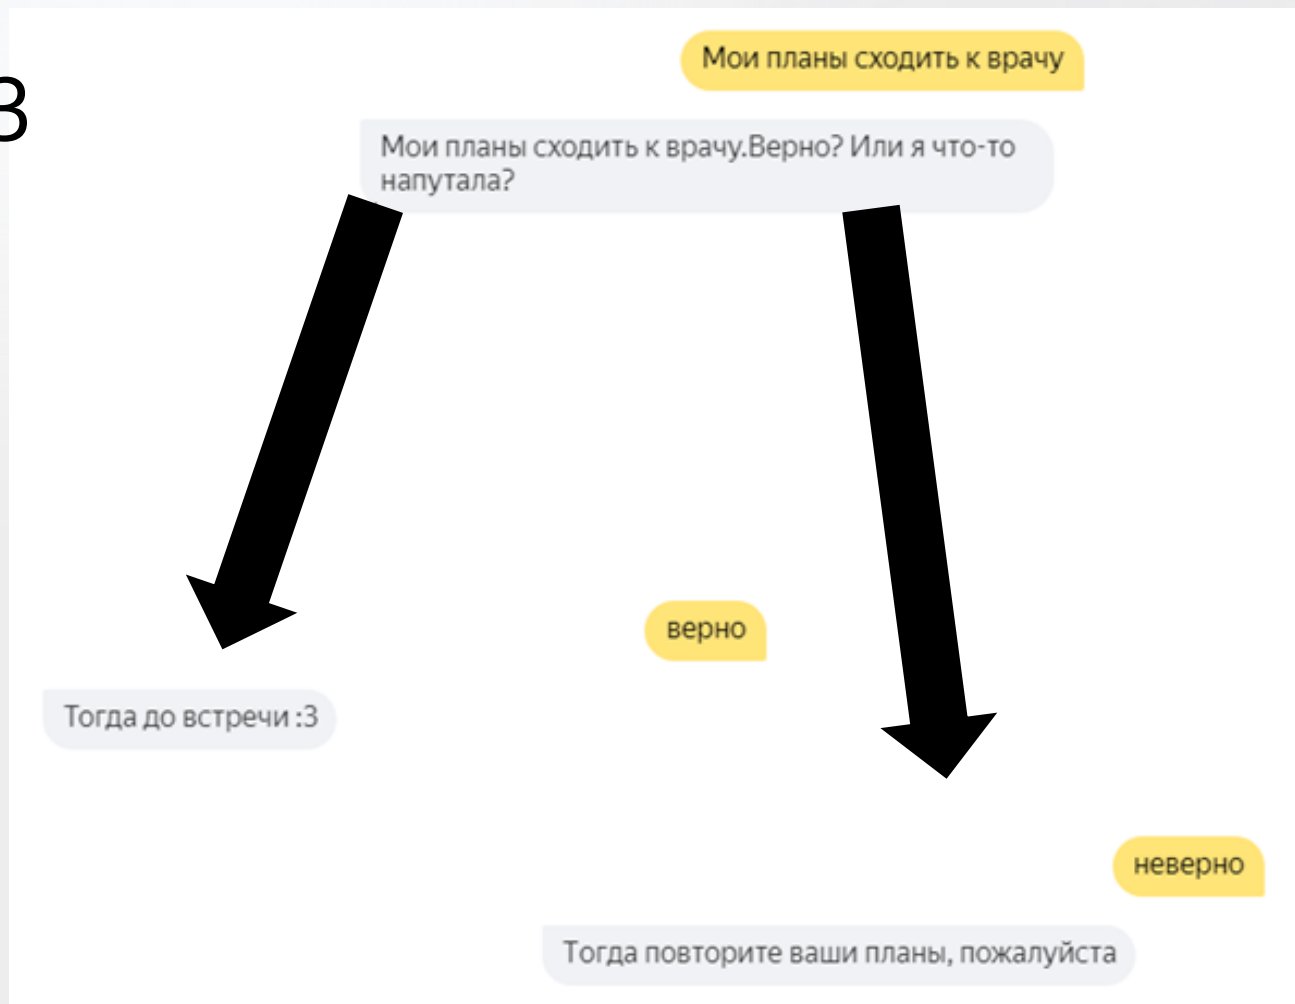 Мои планы сходить к врачу
3
Мои планы сходить к врачу.Верно? Или я что-то
напутала?
верно
Тогда до встречи :3
неверно
Тогда повторите ваши планы, пожалуйста